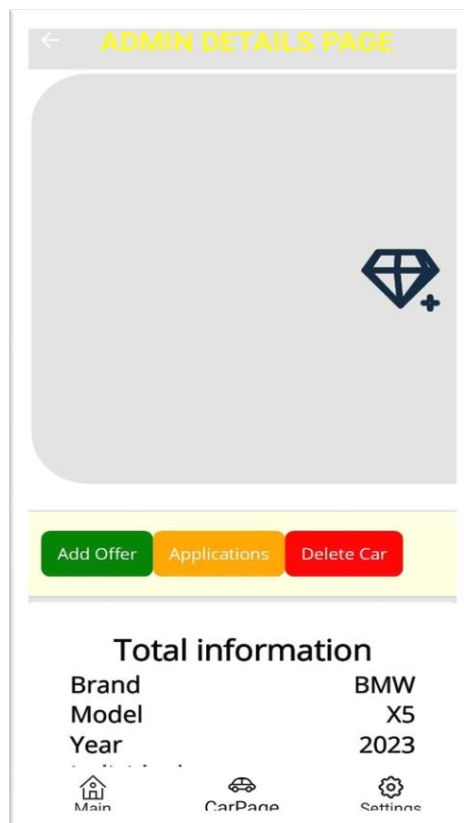 ADMIN DETAILS PAGE
Add Offer Applications Delete Car
Total information
Brand BMW
Model X5
Year 2023
Main CarPage Settings